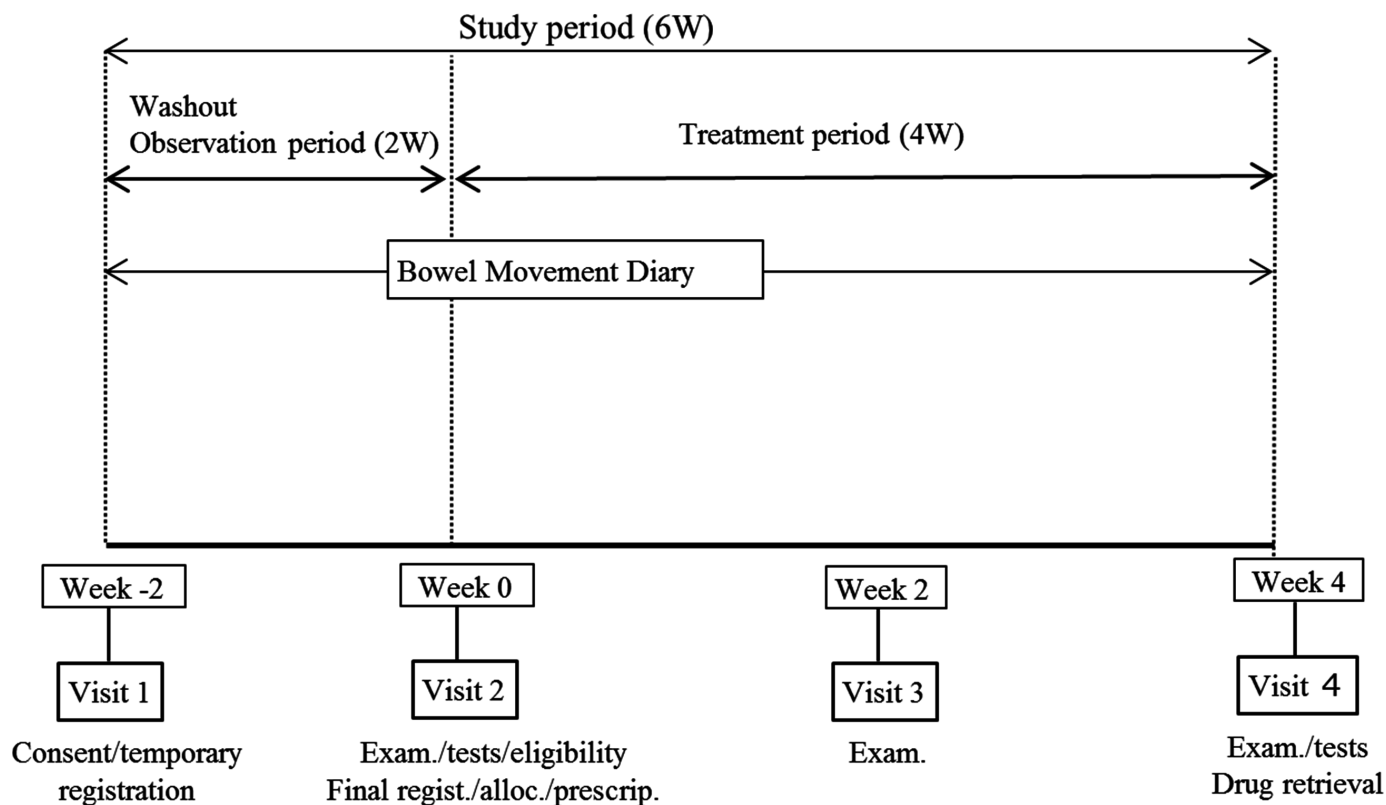 Study period (6W)
Washout
Observation period (2W)
Treatment period (4W)
Bowel Movement Diary
Week -2
Week 0
Week 2
Week 4
Visit 1
Visit 2
Visit 3
Visit 4
Consent/temporary
registration
Exam./tests/eligibility
Final regist./alloc./prescrip.
Exam.
Exam./tests
Drug retrieval